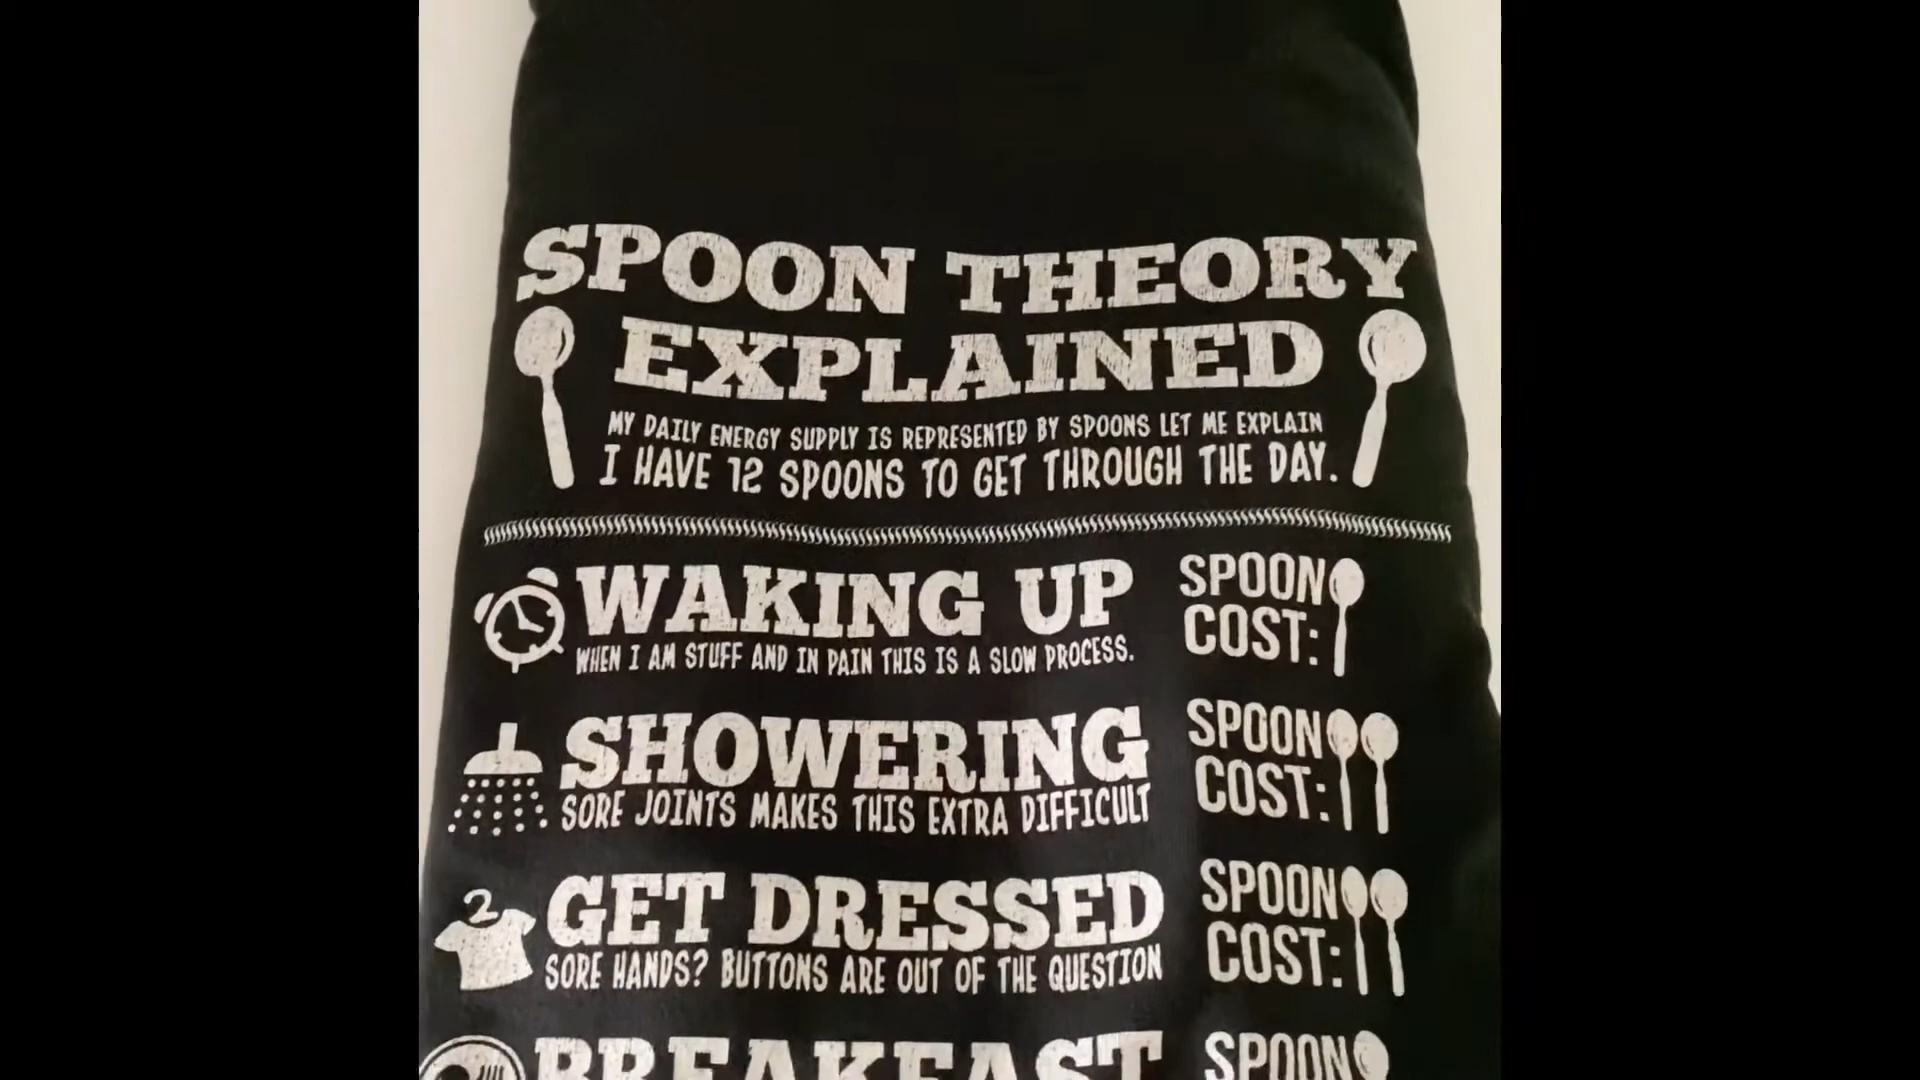 SPOON THEORY
EXPLAINED
MY DAILY ENERGY SUPPLY IS REPRESENTED BY SPOONS LET ME EXPLAIN
I HAVE 12 SPOONS TO GET THROUGH THE DAY.
WAKING UP
WHEN I AM STUFF AND IN PAIN THIS IS A SLOW PROCESS.
SPOON
COST:
SHOWERING
SORE JOINTS MAKES THIS EXTRA DIFFICULT
SPOON
COST:
GET DRESSED
SORE HANDS? BUTTONS ARE OUT OF THE QUESTION
SPOON
COST:
BREAKFAST
SPOON